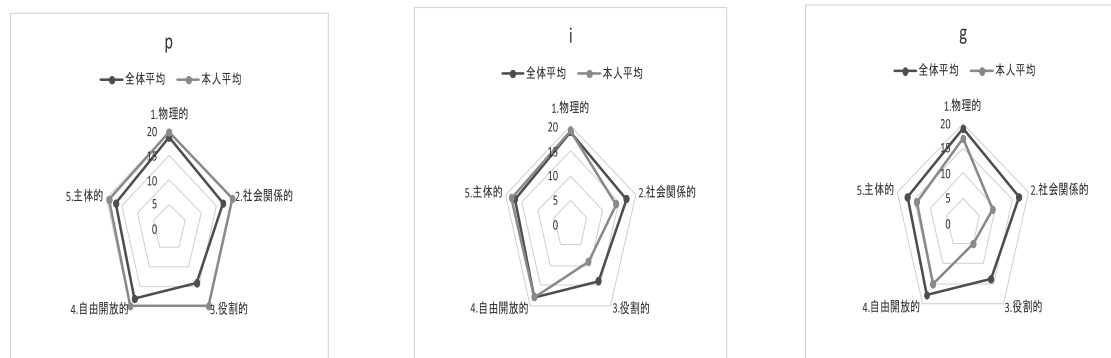 p
全体平均 本人平均
1.物理的
20
15
10
5
0
2.社会関係的
3.役割的
4.自由開放的
5.主体的
i
全体平均 本人平均
1.物理的
20
15
10
5
0
2.社会関係的
3.役割的
4.自由開放的
5.主体的
g
全体平均 本人平均
1.物理的
20
15
10
5
0
2.社会関係的
3.役割的
4.自由開放的
5.主体的